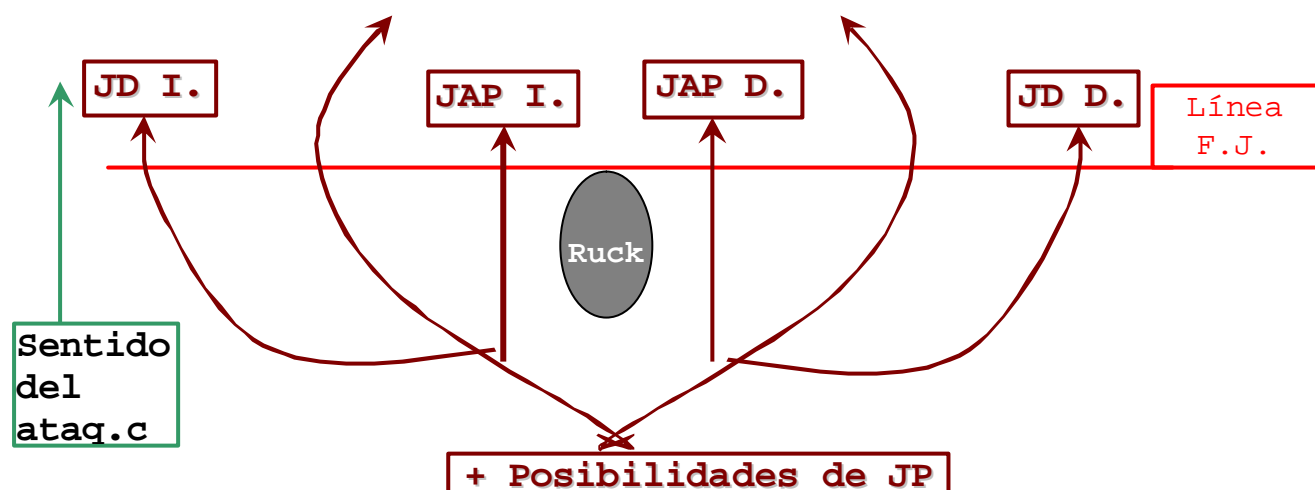 JD I.
JAP I.
JAP D.
JD D.
Línea
F.J.
Ruck
Sentido
del
ataq.c
+ Posibilidades de JP